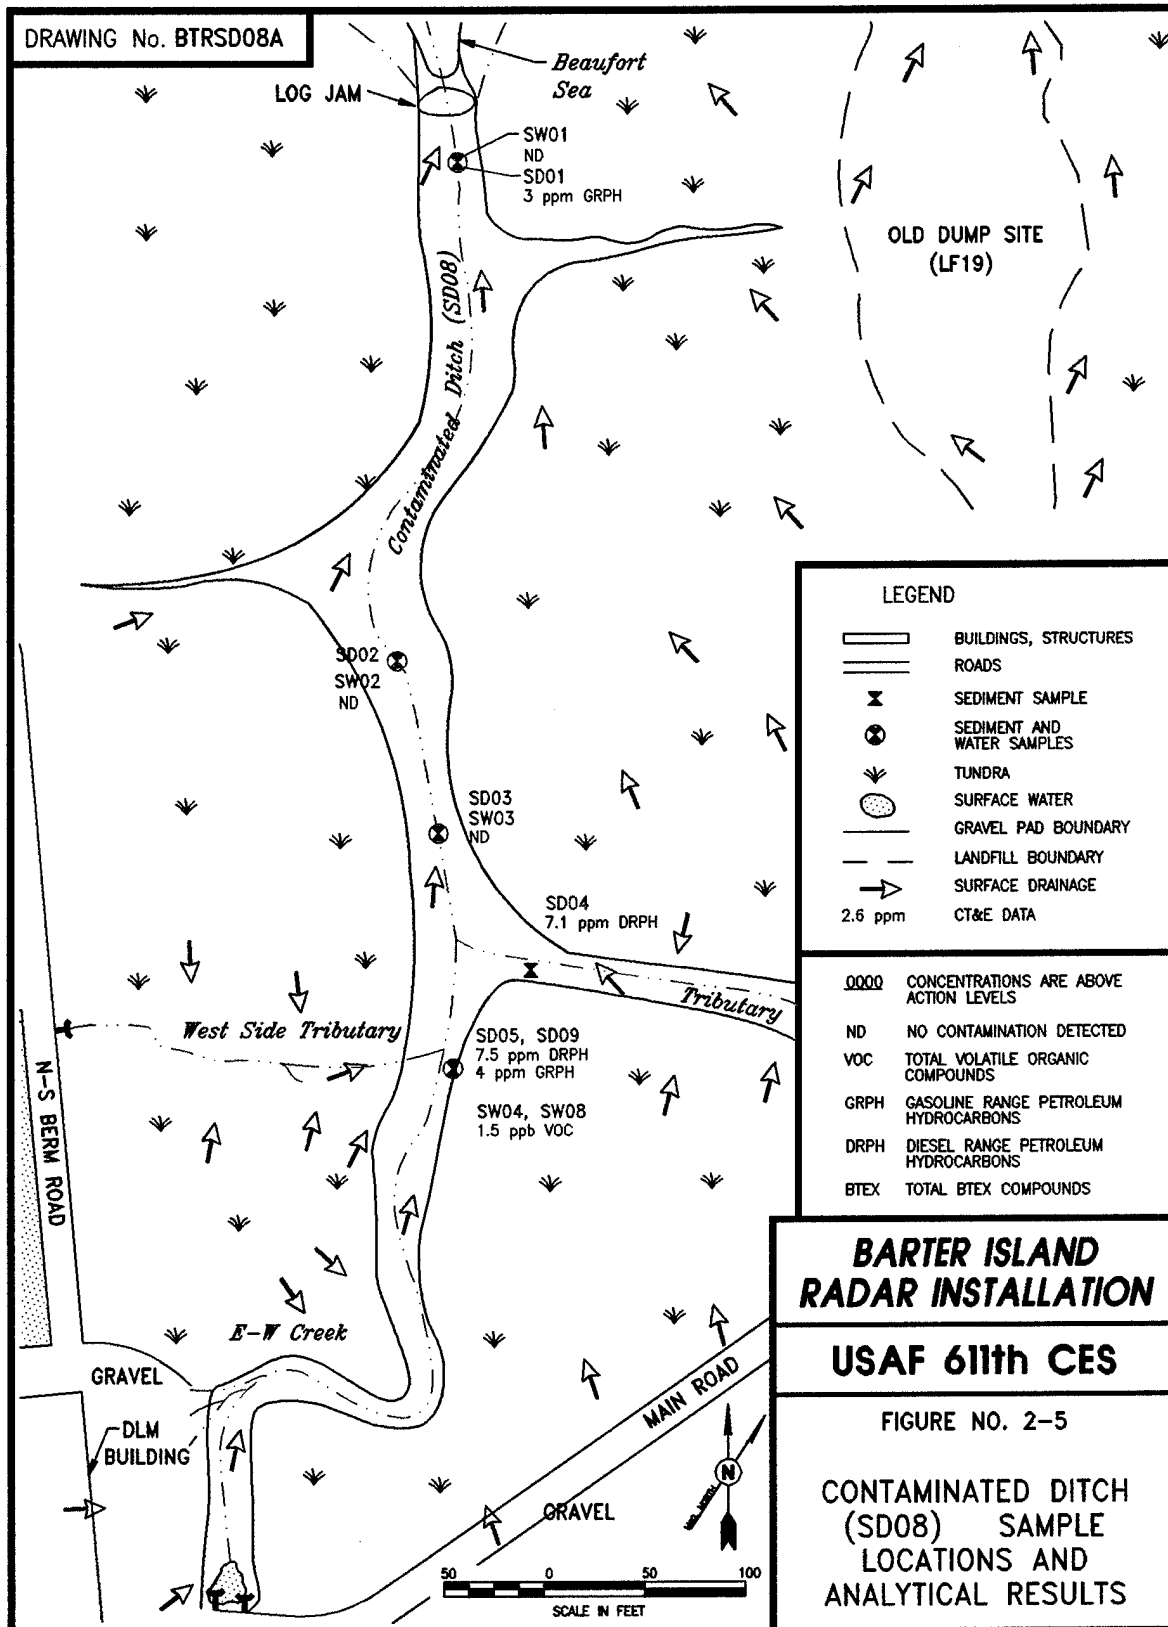 DRAWING No. BTRSD08A
Beaufort
Sea
LOG JAM
SW01
ND
SD01
3 ppm GRPH
OLD DUMP SITE
(LF19)
Contaminated Ditch (SD08)
SD02
SW02
ND
SD03
SW03
ND
SD04
7.1 ppm DRPH
Tributary
West Side Tributary
SD05, SD09
7.5 ppm DRPH
4 ppm GRPH
SW04, SW08
1.5 ppb VOC
N-S BERM ROAD
E-W Creek
GRAVEL
DLM
BUILDING
MAIN ROAD
GRAVEL
N
50 0 50 100
SCALE IN FEET
LEGEND
BUILDINGS, STRUCTURES
ROADS
SEDIMENT SAMPLE
SEDIMENT AND
WATER SAMPLES
TUNDRA
SURFACE WATER
GRAVEL PAD BOUNDARY
LANDFILL BOUNDARY
SURFACE DRAINAGE
2.6 ppm CT&E DATA
0000 CONCENTRATIONS ARE ABOVE
ACTION LEVELS
ND NO CONTAMINATION DETECTED
VOC TOTAL VOLATILE ORGANIC
COMPOUNDS
GRPH GASOLINE RANGE PETROLEUM
HYDROCARBONS
DRPH DIESEL RANGE PETROLEUM
HYDROCARBONS
BTEX TOTAL BTEX COMPOUNDS
BARTER ISLAND
RADAR INSTALLATION
USAF 611th CES
FIGURE NO. 2-5
CONTAMINATED DITCH
(SD08) SAMPLE
LOCATIONS AND
ANALYTICAL RESULTS